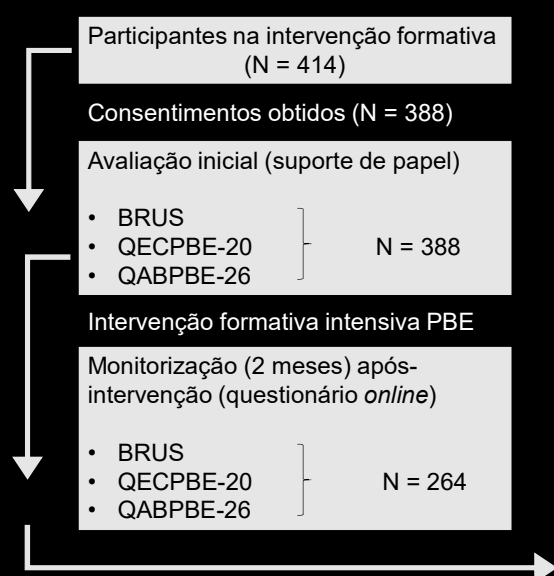 Participantes na intervenção formativa
(N = 414)
Consentimentos obtidos (N = 388)
Avaliação inicial (suporte de papel)
• BRUS
• QECPBE-20 N = 388
• QABPBE-26
Intervenção formativa intensiva PBE
Monitorização (2 meses) após-
intervenção (questionário online)
• BRUS
• QECPBE-20 N = 264
• QABPBE-26